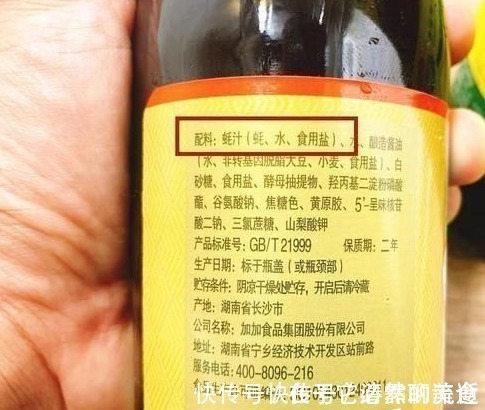 配料：蚝汁（蚝、水、食用盐）、水、酿造酱油
（水、非转基因脱脂大豆、小麦、食用盐）、白
砂糖、食用盐、酵母抽提物、羟丙基二淀粉磷酸
酯、谷氨酸钠、焦糖色、黄原胶、5'-呈味核苷
酸二钠、三氯蔗糖、山梨酸钾
产品标准号：GB/T 21999 保质期：二年
生产日期：标于瓶盖（或瓶颈部）
贮存条件：阴凉干燥处贮存，开启后请冷藏
产地：湖南省长沙市
公司名称：加加食品集团股份有限公司
地址：湖南省宁乡经济技术开发区站前路
服务电话：400-8096-216
快传号